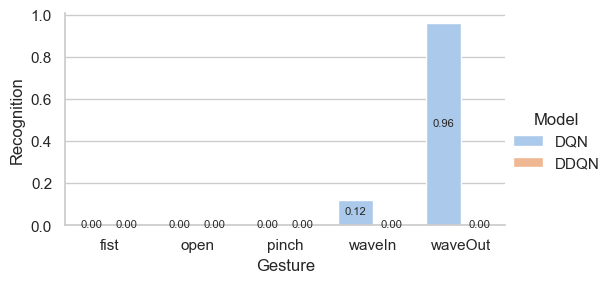 1.0
0.8
0.6
0.4
0.2
0.0
Recognition
0.00 0.00 0.00 0.00 0.00 0.00 0.12 0.00 0.96 0.00
fist open pinch waveIn waveOut
Gesture
Model
DQN
DDQN